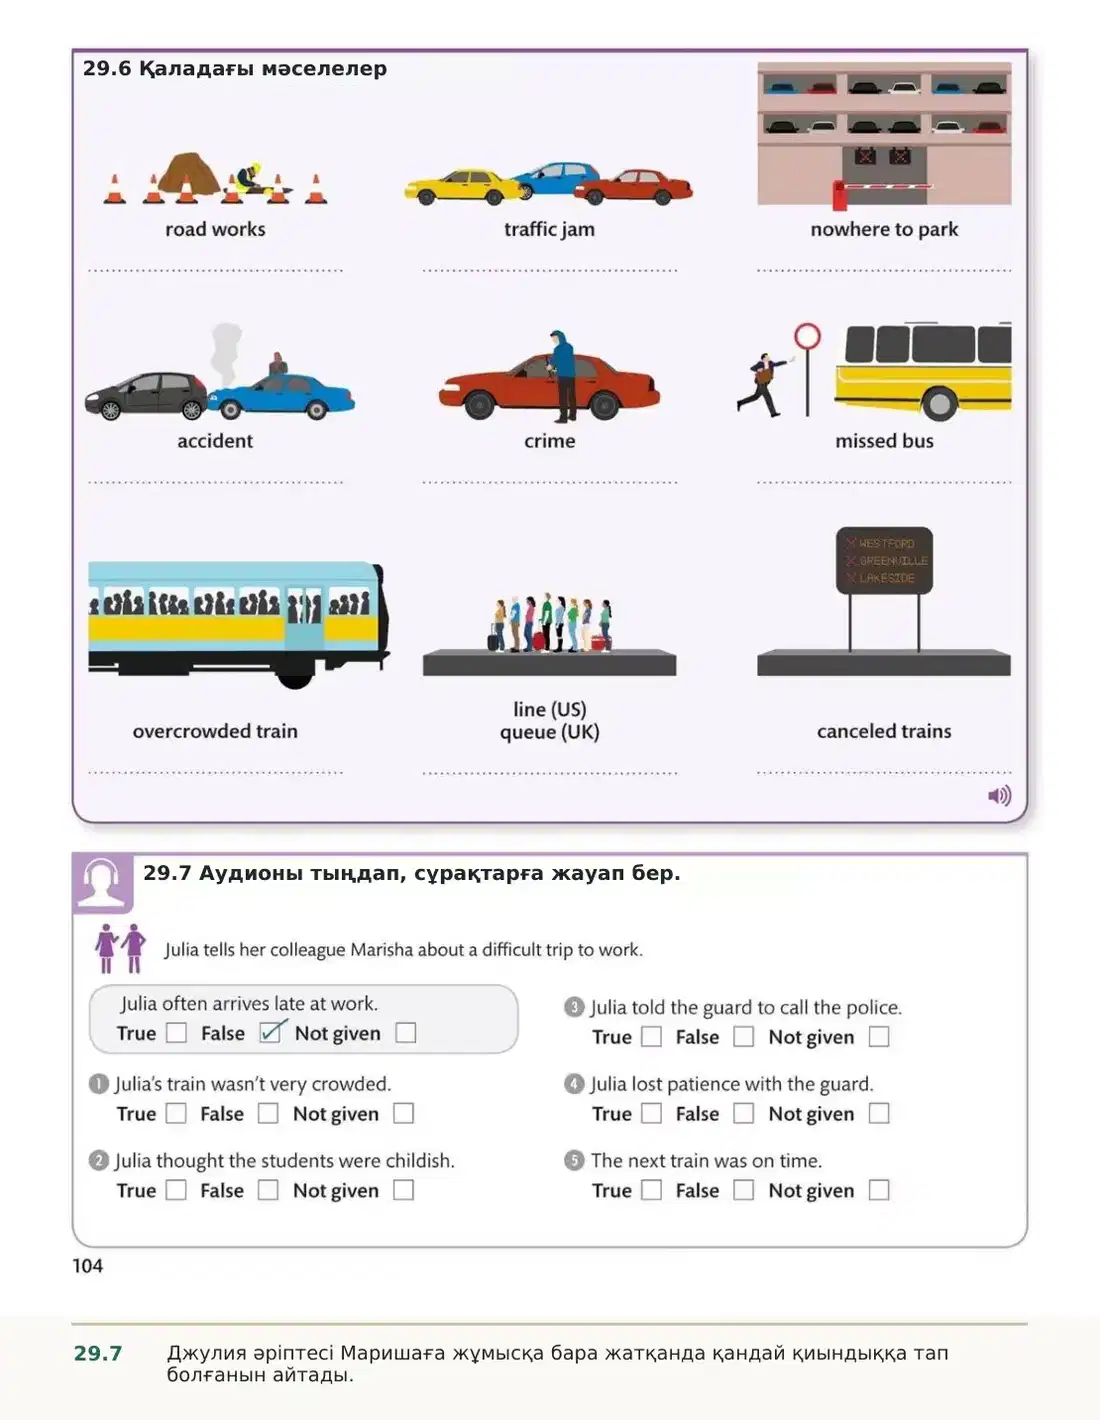 29.6 Қаладағы мәселелер
road works
traffic jam
nowhere to park
accident
crime
missed bus
WESTFORD
GREENVILLE
LAKESIDE
overcrowded train
line (US)
queue (UK)
canceled trains
29.7 Аудионы тыңдап, сұрақтарға жауап бер.
Julia tells her colleague Marisha about a difficult trip to work.
Julia often arrives late at work.
True False Not given
1 Julia's train wasn't very crowded.
True False Not given
2 Julia thought the students were childish.
True False Not given
3 Julia told the guard to call the police.
True False Not given
4 Julia lost patience with the guard.
True False Not given
5 The next train was on time.
True False Not given
104
29.7 Джулия әріптесі Маришаға жұмысқа бара жатқанда қандай қиындыққа тап
болғанын айтады.